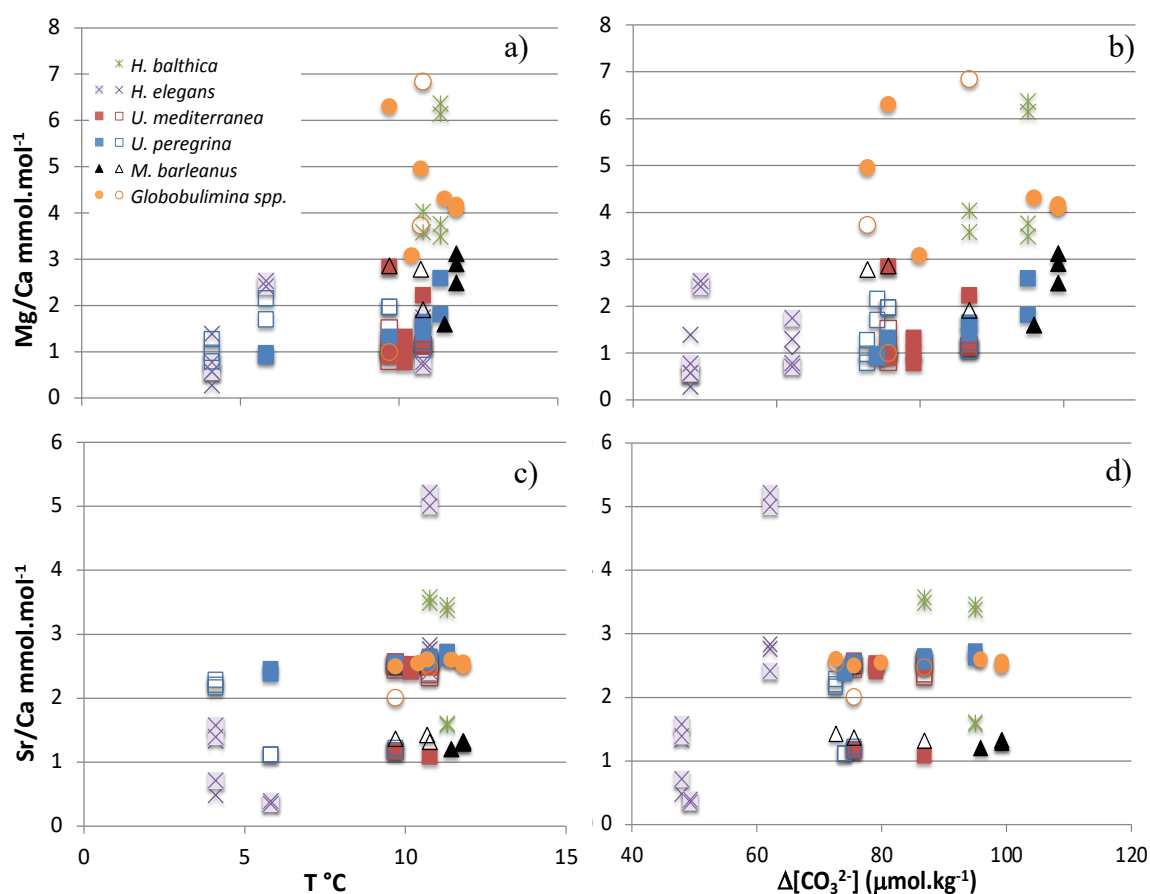 a)
8
7
6
5
4
3
2
1
0
Mg/Ca mmol.mol-1
H. balthica
H. elegans
U. mediterranea
U. peregrina
M. barleanus
Globobulimina spp.
b)
8
7
6
5
4
3
2
1
0
c)
6
5
4
3
2
1
0
Sr/Ca mmol.mol-1
0 5 10 15
T °C
d)
6
5
4
3
2
1
0
40 60 80 100 120
Δ[CO₃²⁻] (µmol.kg⁻¹)